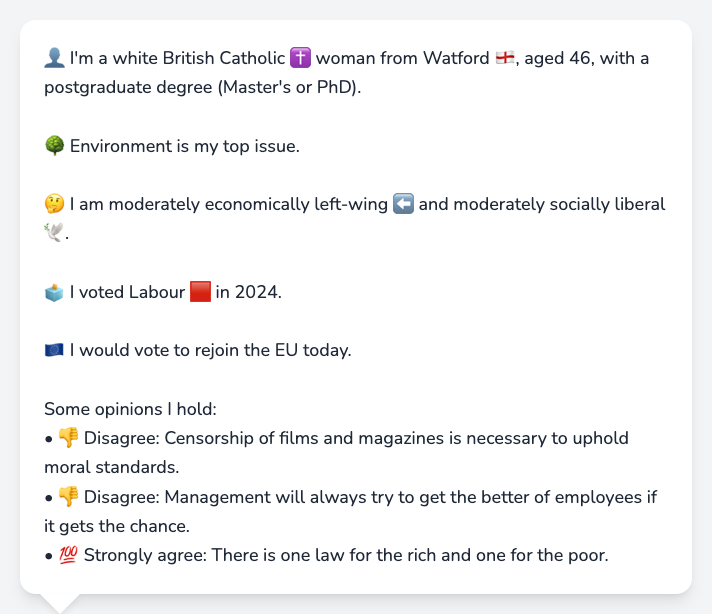 👤 I'm a white British Catholic ✝️ woman from Watford 🏴󠁧󠁢󠁥󠁮󠁧󠁿, aged 46, with a
postgraduate degree (Master's or PhD).
🌳 Environment is my top issue.
🤔 I am moderately economically left-wing ⬅️ and moderately socially liberal
🕊️.
🗳️ I voted Labour 🟥 in 2024.
🇪🇺 I would vote to rejoin the EU today.
Some opinions I hold:
• 👎 Disagree: Censorship of films and magazines is necessary to uphold
moral standards.
• 👎 Disagree: Management will always try to get the better of employees if
it gets the chance.
• 💯 Strongly agree: There is one law for the rich and one for the poor.